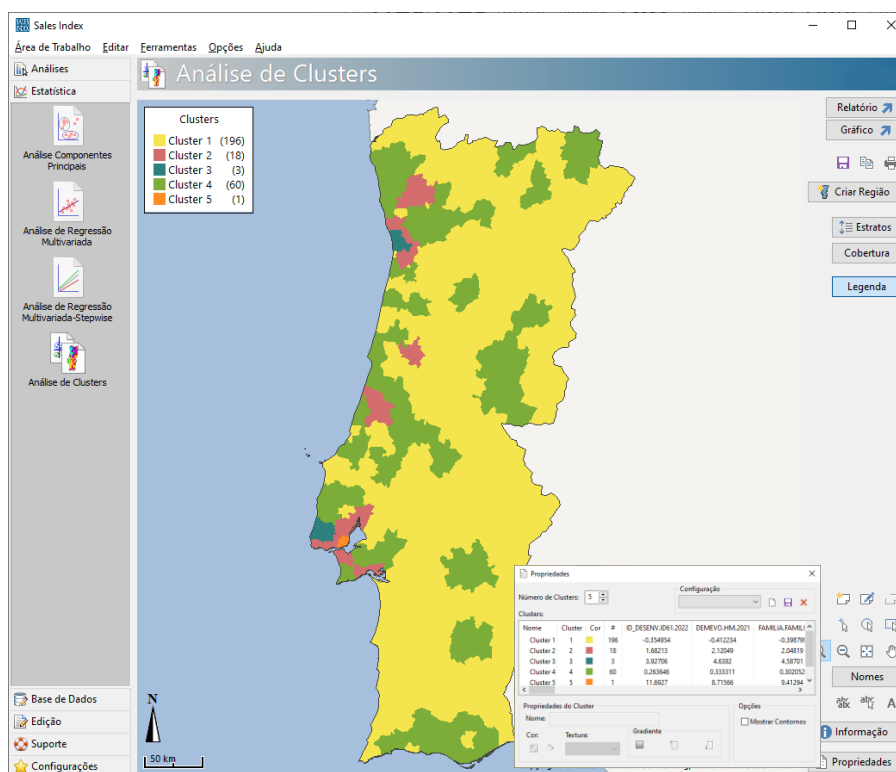 Sales Index
Área de Trabalho Editar Ferramentas Opções Ajuda
Análises
Estatística
Análise Componentes
Principais
Análise de Regressão
Multivariada
Análise de Regressão
Multivariada-Stepwise
Análise de Clusters
Base de Dados
Edição
Suporte
Configurações
Análise de Clusters
Clusters
Cluster 1 (196)
Cluster 2 (18)
Cluster 3 (3)
Cluster 4 (60)
Cluster 5 (1)
N
50 km
Relatório
Gráfico
Criar Região
Estratos
Cobertura
Legenda
Nomes
abc
abc
abc
A
Informação
Propriedades
Propriedades
Número de Clusters: 5
Configuração
Clusters:
Nome Cluster Cor # ID_DESENV.ID61.2022 DEMEVO.HM.2021 FAMILIA.FAMILI
Cluster 1 1 196 -0.354954 -0.412234 -0.398795
Cluster 2 2 18 1.68213 2.12049 2.04819
Cluster 3 3 3 3.92706 4.6382 4.58701
Cluster 4 4 60 0.263646 0.333311 0.302052
Cluster 5 5 1 11.6927 8.71566 9.41294
Propriedades do Cluster
Nome:
Cor: Textura:
Gradiente
Opções
Mostrar Contornos